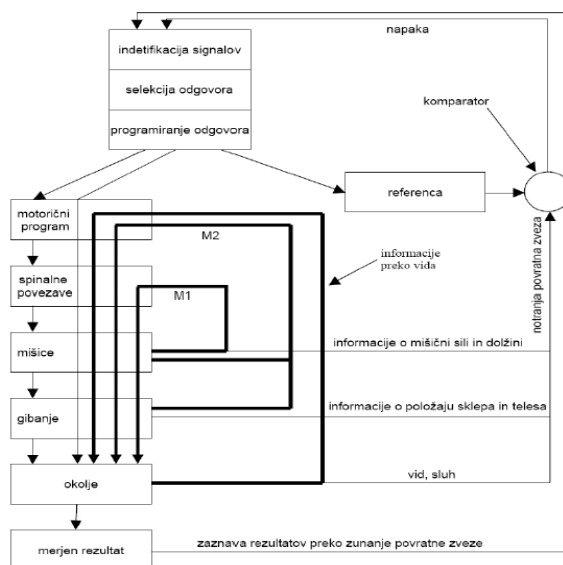 napaka
indetifikacija signalov
selekcija odgovora
programiranje odgovora
komparator
referenca
motorični
program
M2
informacije
preko vida
spinalne
povezave
M1
notranja povratna zveza
mišice
informacije o mišični sili in dolžini
gibanje
informacije o položaju sklepa in telesa
okolje
vid, sluh
merjen rezultat
zaznava rezultatov preko zunanje povratne zveze